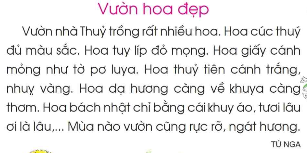 Vườn hoa đẹp
Vườn nhà Thuỷ trồng rất nhiều hoa. Hoa cúc thuý
đủ màu sắc. Hoa tuy líp đỏ mọng. Hoa giấy cánh
mỏng như tờ pơ luya. Hoa thuỷ tiên cánh trắng,
nhuỵ vàng. Hoa dạ hương càng về khuya càng
thơm. Hoa bách nhật chỉ bằng cái khuy áo, tươi lâu
ơi là lâu,... Mùa nào vườn cũng rực rỡ, ngát hương.
TÚ NGA